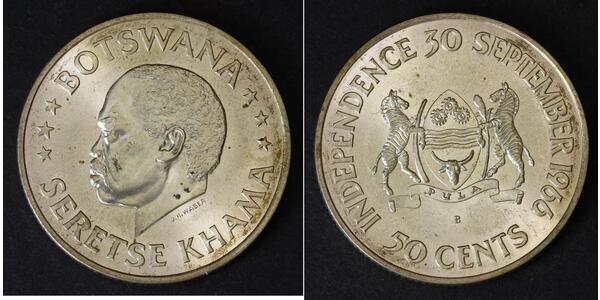 BOTSWANA
SERETSE KHAMA
INDEPENDENCE 30 SEPTEMBER 1966
PULA
B
50 CENTS